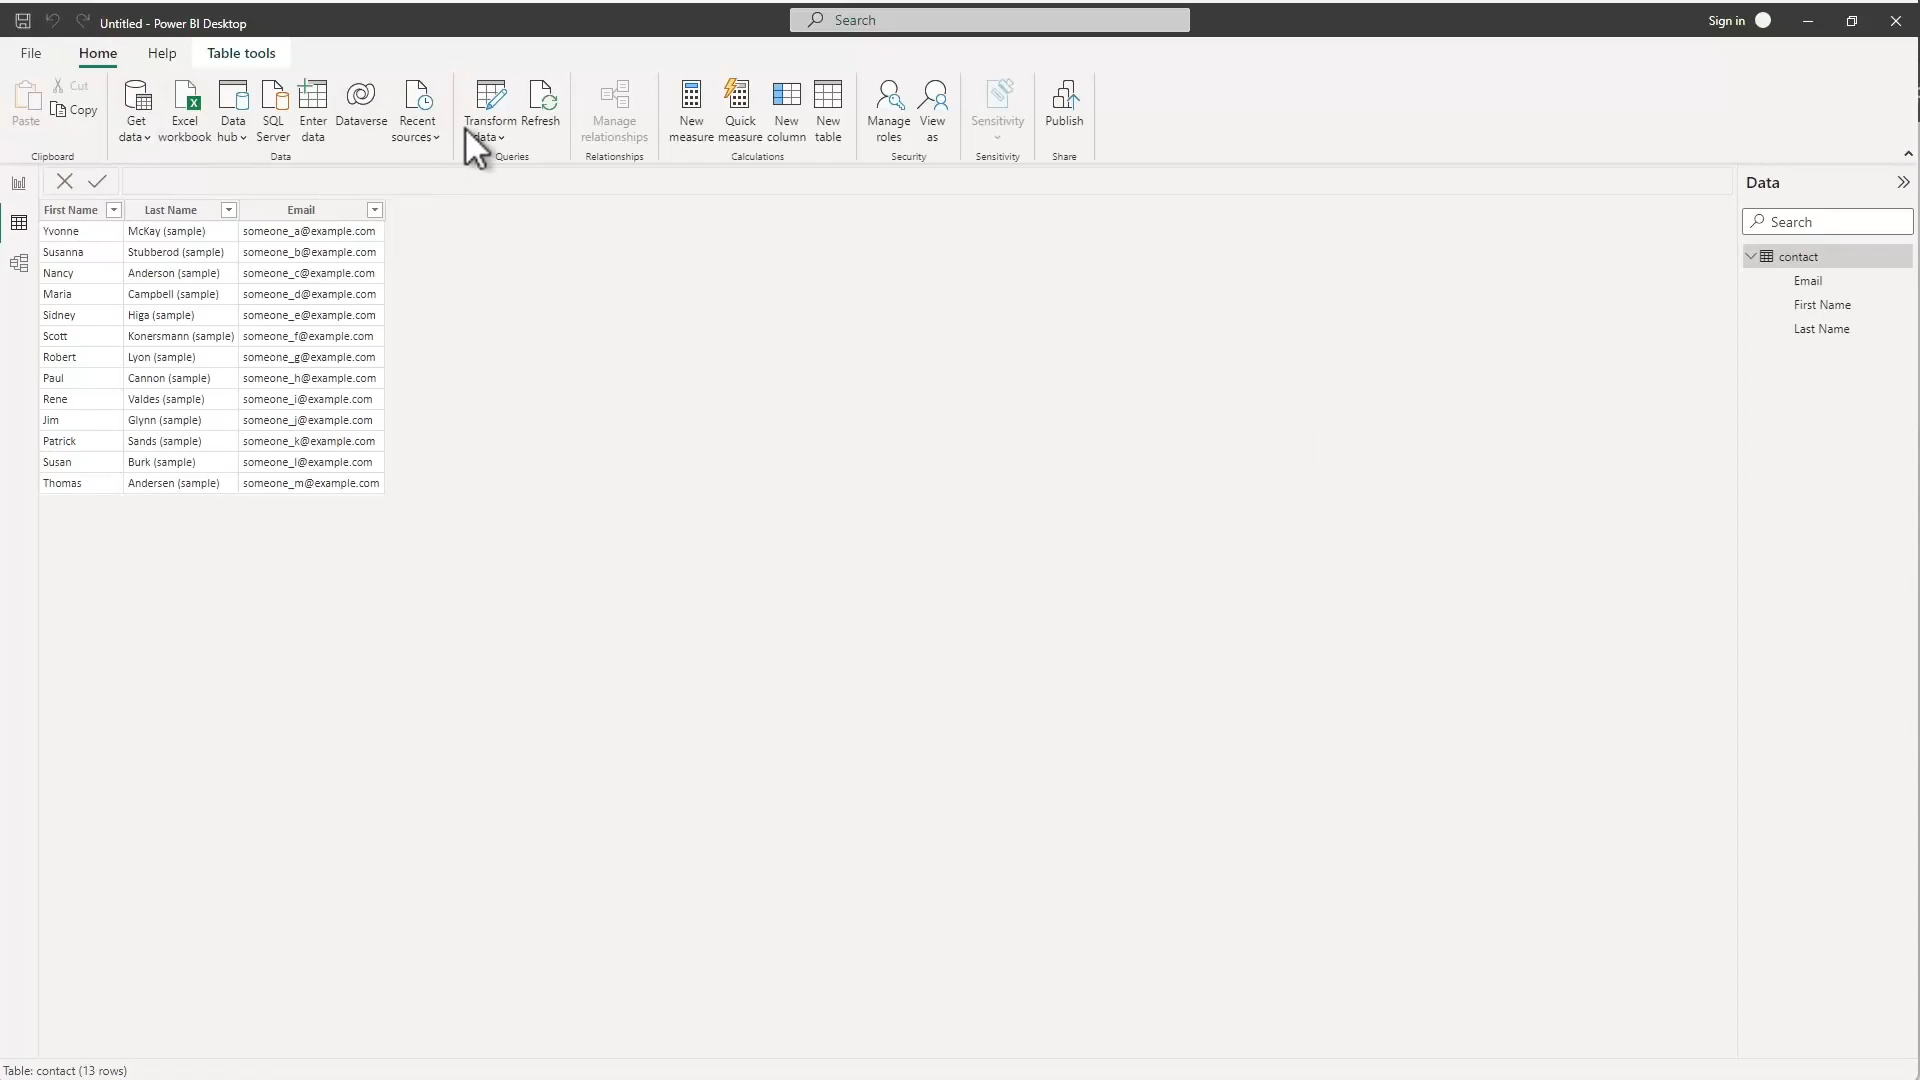 Untitled - Power BI Desktop
Search
Sign in
File Home Help Table tools
Paste
Cut
Copy
Clipboard
Get data
Excel workbook
Data hub
SQL Server
Enter data
Dataverse
Recent sources
Data
Transform data
Refresh
Queries
Manage relationships
Relationships
New measure
Quick measure
New column
New table
Calculations
Manage roles
View as
Security
Sensitivity
Sensitivity
Publish
Share
First Name Last Name Email
Yvonne McKay (sample) someone_a@example.com
Susanna Stubberod (sample) someone_b@example.com
Nancy Anderson (sample) someone_c@example.com
Maria Campbell (sample) someone_d@example.com
Sidney Higa (sample) someone_e@example.com
Scott Konersmann (sample) someone_f@example.com
Robert Lyon (sample) someone_g@example.com
Paul Cannon (sample) someone_h@example.com
Rene Valdes (sample) someone_i@example.com
Jim Glynn (sample) someone_j@example.com
Patrick Sands (sample) someone_k@example.com
Susan Burk (sample) someone_l@example.com
Thomas Andersen (sample) someone_m@example.com
Data
Search
contact
Email
First Name
Last Name
Table: contact (13 rows)